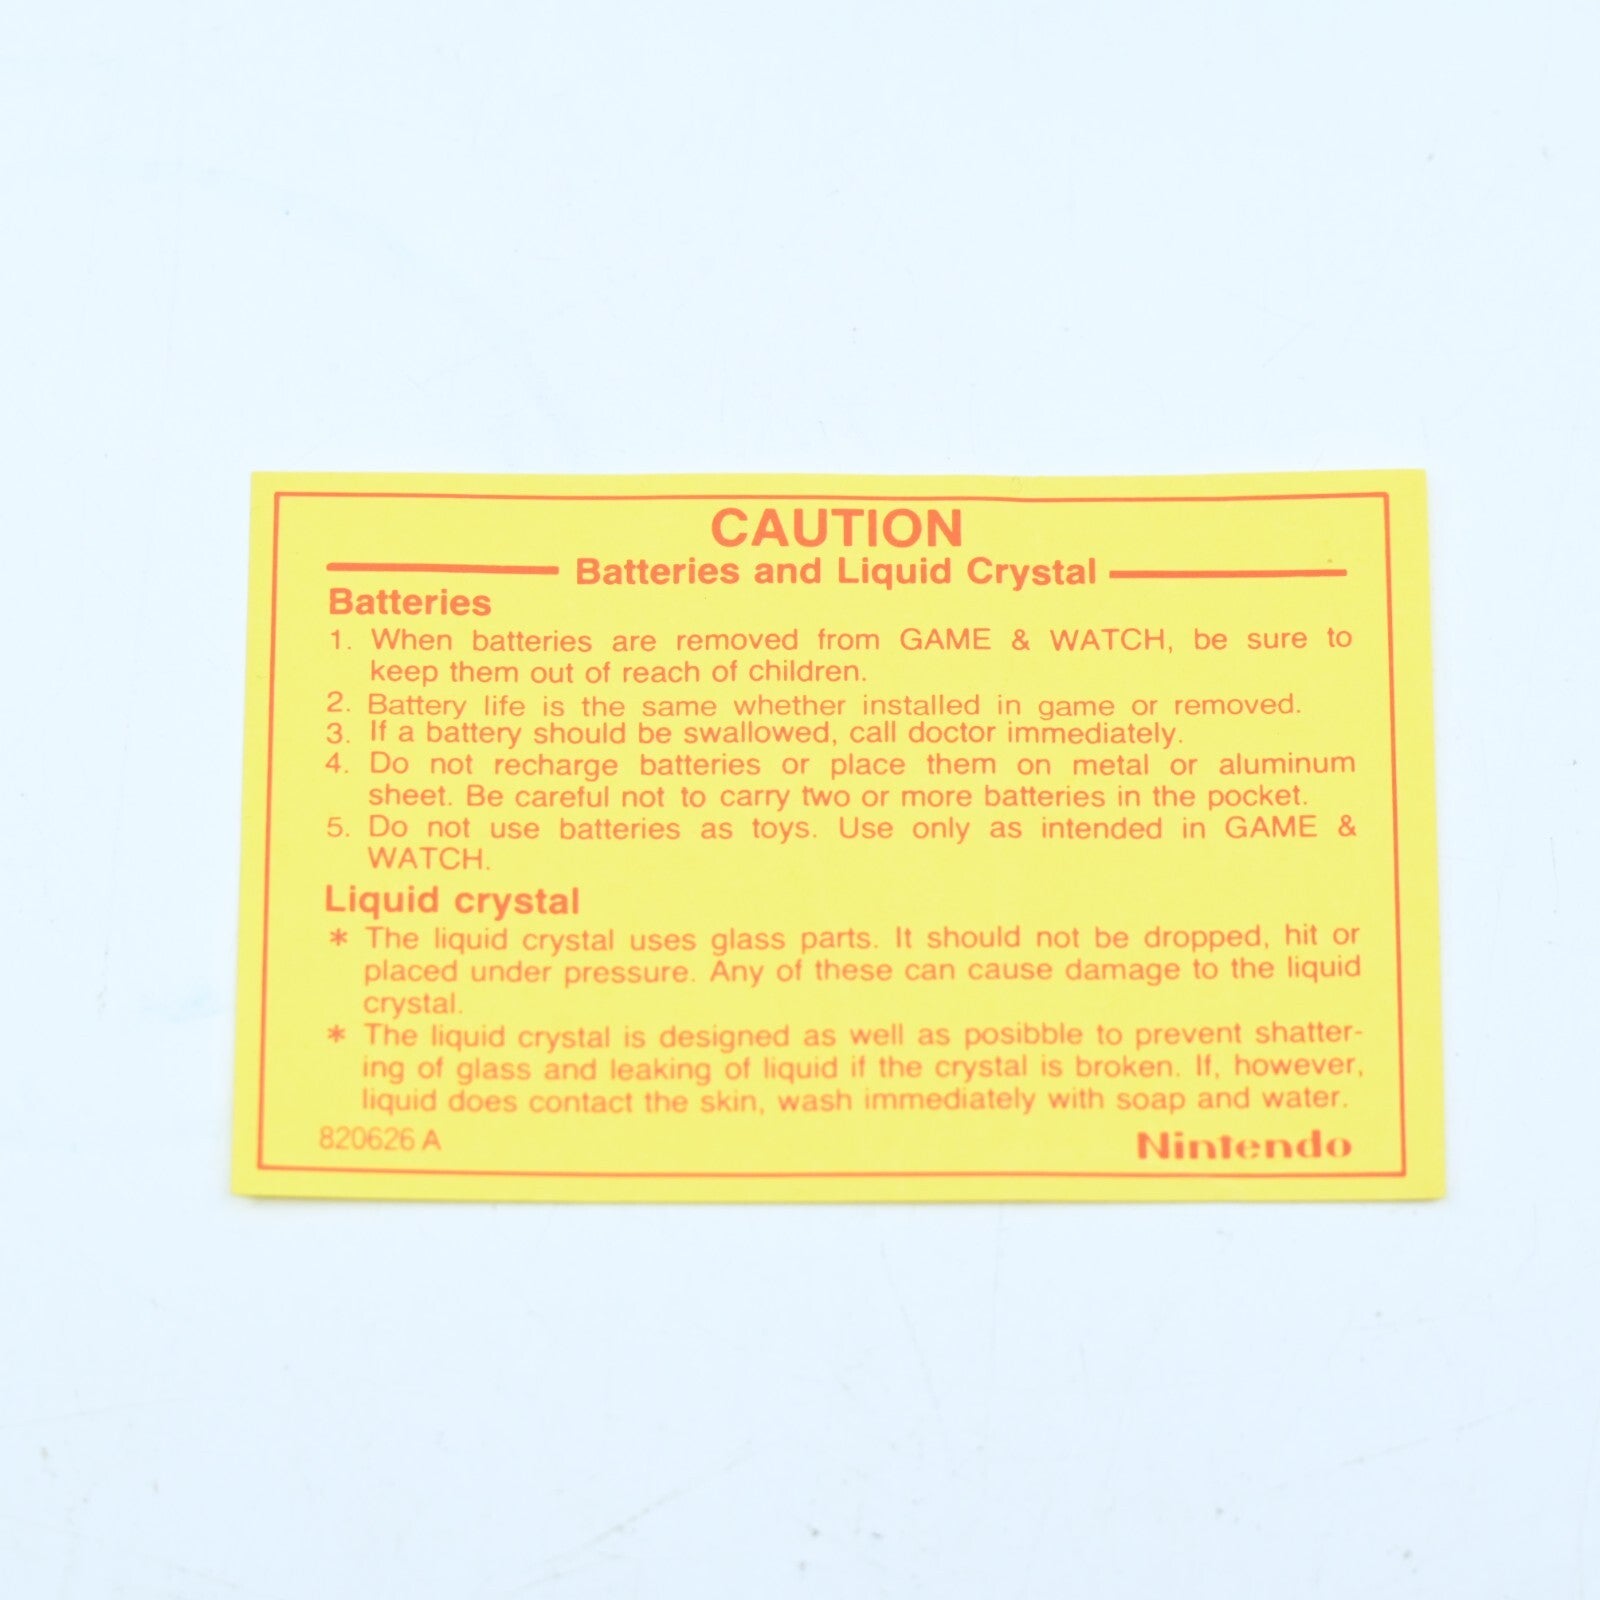 CAUTION
Batteries and Liquid Crystal
Batteries
1. When batteries are removed from GAME & WATCH, be sure to
keep them out of reach of children.
2. Battery life is the same whether installed in game or removed.
3. If a battery should be swallowed, call doctor immediately.
4. Do not recharge batteries or place them on metal or aluminum
sheet. Be careful not to carry two or more batteries in the pocket.
5. Do not use batteries as toys. Use only as intended in GAME &
WATCH.
Liquid crystal
* The liquid crystal uses glass parts. It should not be dropped, hit or
placed under pressure. Any of these can cause damage to the liquid
crystal.
* The liquid crystal is designed as well as posibble to prevent shatter-
ing of glass and leaking of liquid if the crystal is broken. If, however,
liquid does contact the skin, wash immediately with soap and water.
820626 A
Nintendo